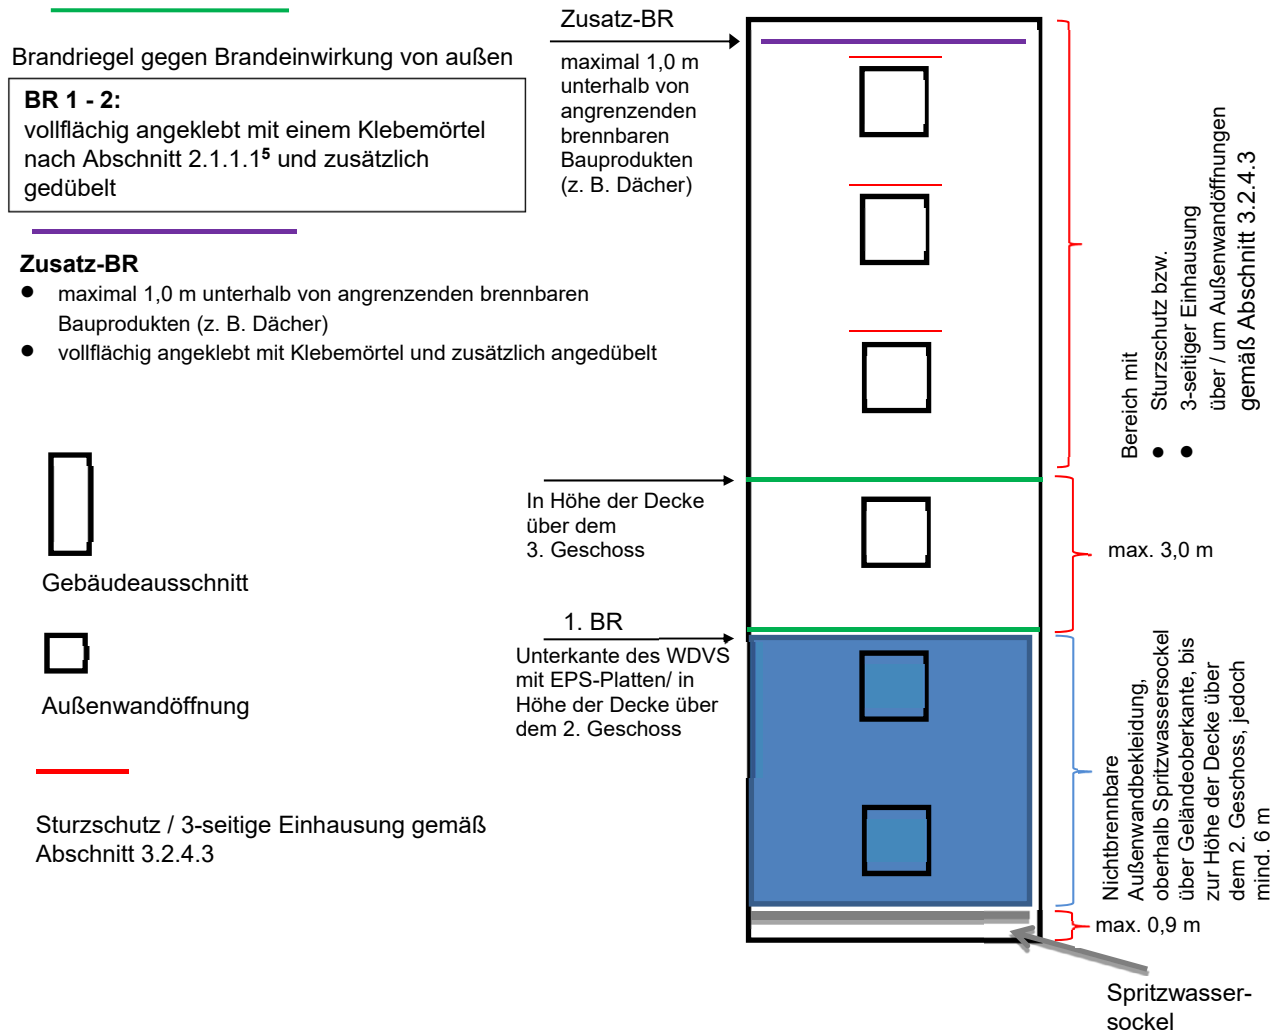 Brandriegel gegen Brandeinwirkung von außen
BR 1 - 2:
vollflächig angeklebt mit einem Klebemörtel
nach Abschnitt 2.1.1.1⁵ und zusätzlich
gedübelt
Zusatz-BR
● maximal 1,0 m unterhalb von angrenzenden brennbaren
Bauprodukten (z. B. Dächer)
● vollflächig angeklebt mit Klebemörtel und zusätzlich angedübelt
Gebäudeausschnitt
Außenwandöffnung
Sturzschutz / 3-seitige Einhausung gemäß
Abschnitt 3.2.4.3
Zusatz-BR
maximal 1,0 m
unterhalb von
angrenzenden
brennbaren
Bauprodukten
(z. B. Dächer)
In Höhe der Decke
über dem
3. Geschoss
1. BR
Unterkante des WDVS
mit EPS-Platten/ in
Höhe der Decke über
dem 2. Geschoss
Bereich mit
● Sturzschutz bzw.
● 3-seitiger Einhausung
über / um Außenwandöffnungen
gemäß Abschnitt 3.2.4.3
max. 3,0 m
Nichtbrennbare
Außenwandbekleidung,
oberhalb Spritzwassersockel
über Geländeoberkante, bis
zur Höhe der Decke über
dem 2. Geschoss, jedoch
mind. 6 m
max. 0,9 m
Spritzwasser-
sockel